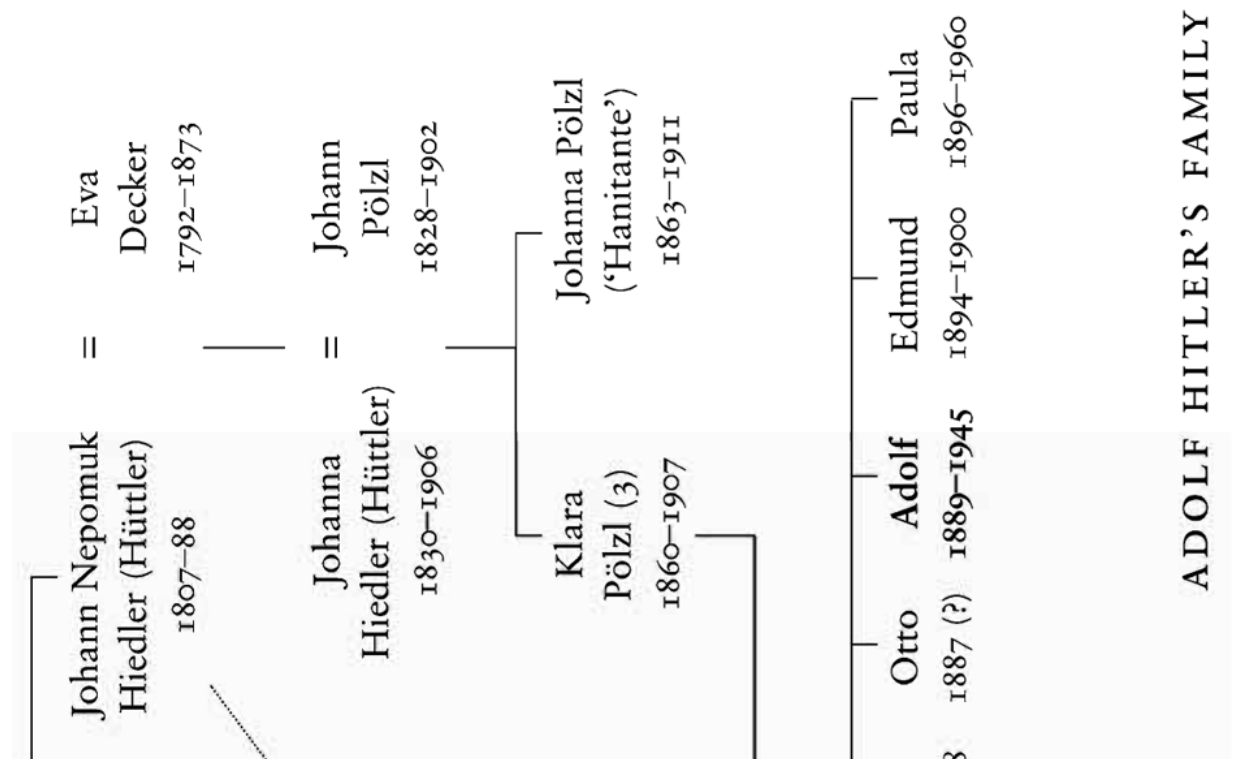 Johann Nepomuk
Hiedler (Hüttler)
1807–88
=
Eva
Decker
1792–1873
Johanna
Hiedler (Hüttler)
1830–1906
=
Johann
Pölzl
1828–1902
Klara
Pölzl (3)
1860–1907
Johanna Pölzl
(‘Hanitante’)
1863–1911
Otto
1887 (?)
Adolf
1889–1945
Edmund
1894–1900
Paula
1896–1960
ADOLF HITLER’S FAMILY